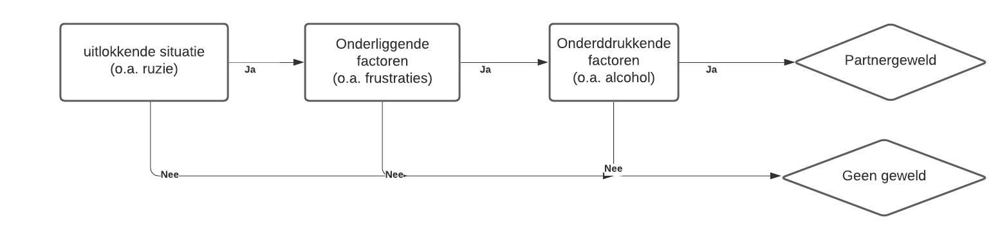 uitlokkende situatie
(o.a. ruzie)
Ja
Onderliggende
factoren
(o.a. frustraties)
Ja
Onderddrukkende
factoren
(o.a. alcohol)
Ja
Partnergeweld
Nee
Nee
Nee
Geen geweld